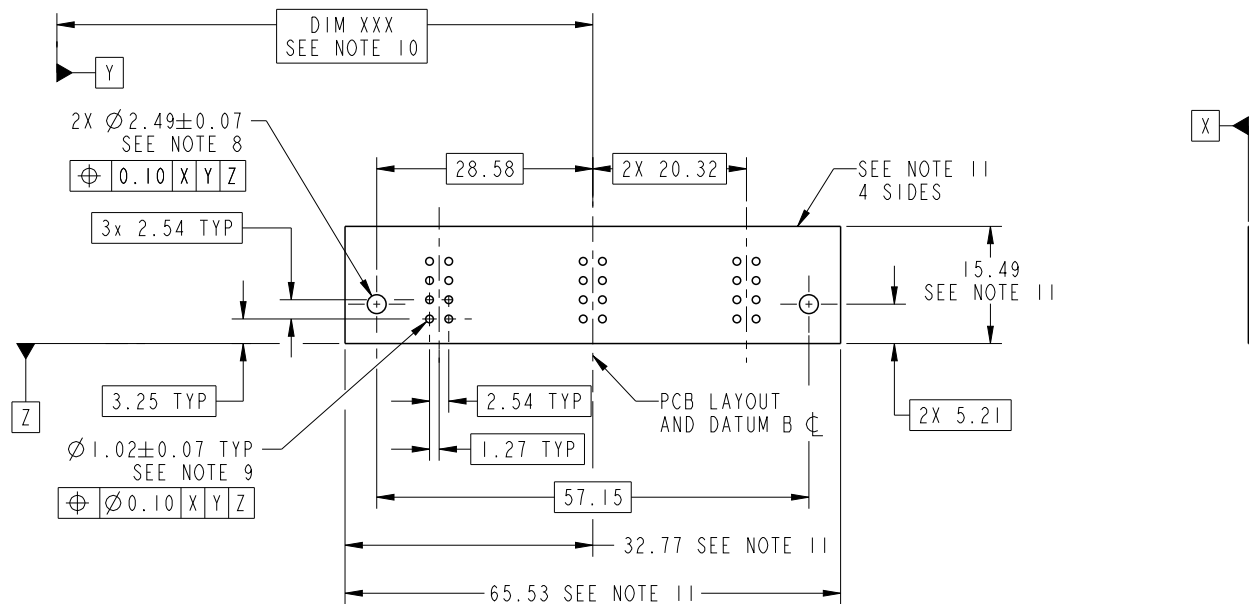 DIM XXX
SEE NOTE 10
Y
X
2X Ø2.49±0.07
SEE NOTE 8
⌖ 0.10 X Y Z
28.58
2X 20.32
SEE NOTE 11
4 SIDES
3x 2.54 TYP
15.49
SEE NOTE 11
Z
3.25 TYP
2.54 TYP
PCB LAYOUT
AND DATUM B ℄
2X 5.21
Ø1.02±0.07 TYP
SEE NOTE 9
⌖ Ø0.10 X Y Z
1.27 TYP
57.15
32.77 SEE NOTE 11
65.53 SEE NOTE 11